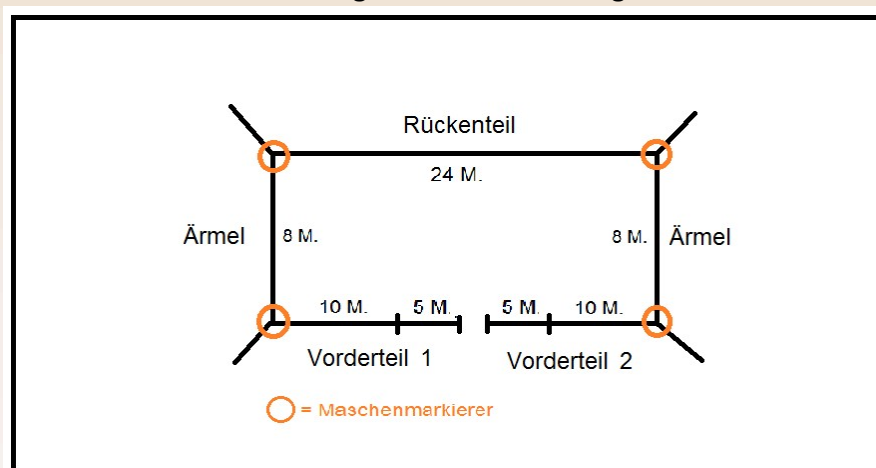 Rückenteil
24 M.
Ärmel
8 M.
8 M.
Ärmel
10 M.
5 M.
5 M.
10 M.
Vorderteil 1
Vorderteil 2
= Maschenmarkierer